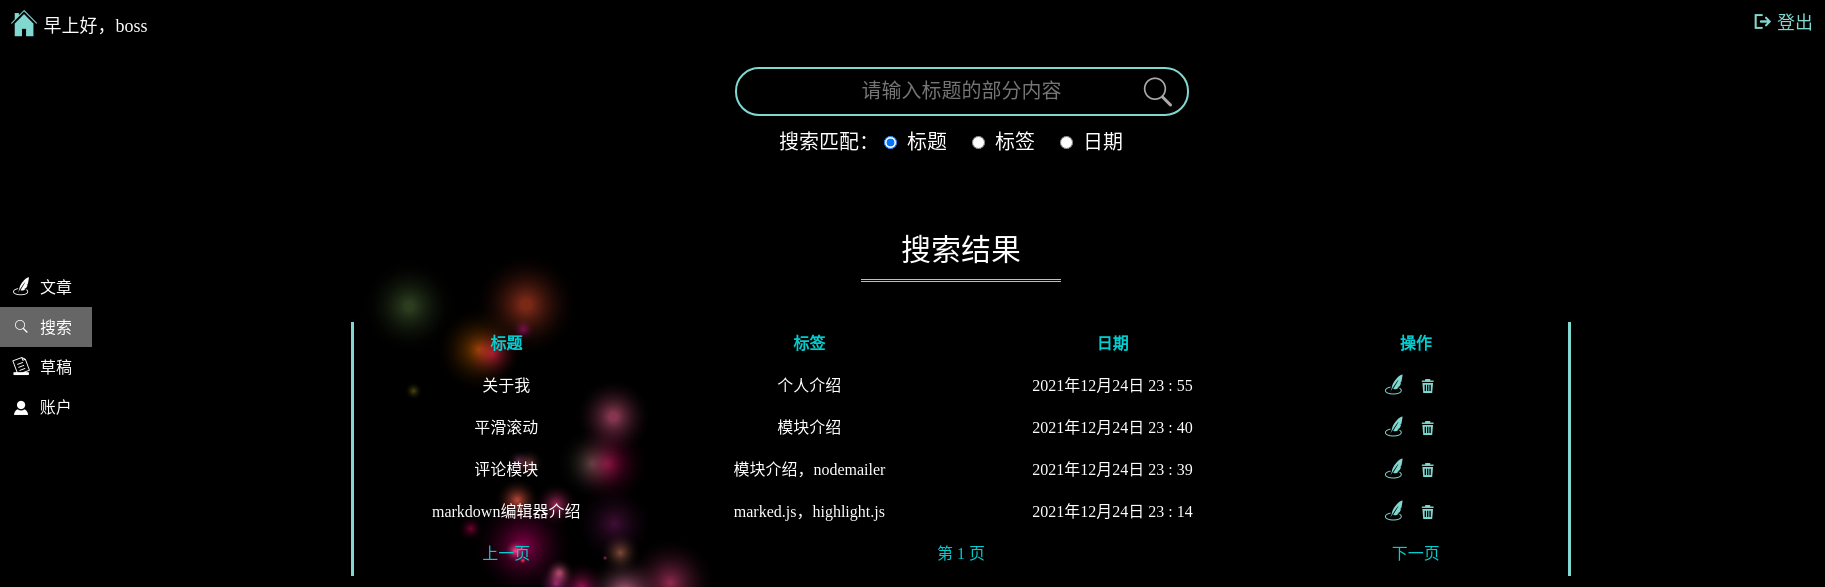 早上好，boss
登出
请输入标题的部分内容
搜索匹配： 标题 标签 日期
搜索结果
文章
搜索
草稿
账户
标题 标签 日期 操作
关于我 个人介绍 2021年12月24日 23 : 55
平滑滚动 模块介绍 2021年12月24日 23 : 40
评论模块 模块介绍，nodemailer 2021年12月24日 23 : 39
markdown编辑器介绍 marked.js，highlight.js 2021年12月24日 23 : 14
上一页 第 1 页 下一页